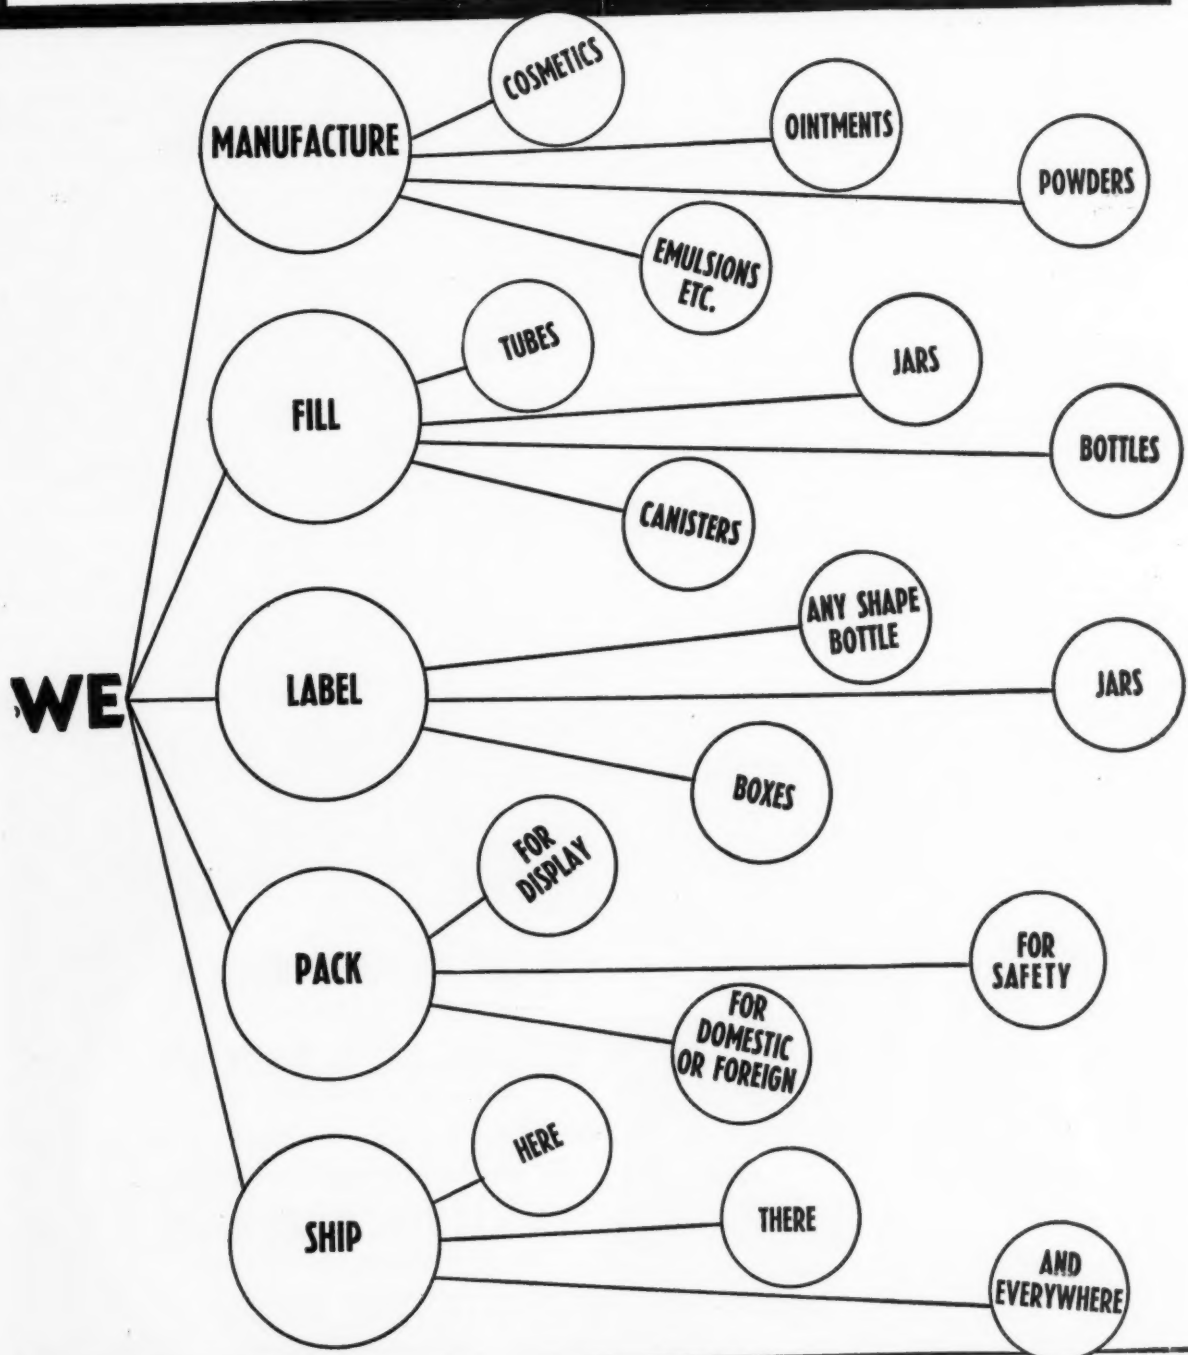 WE
MANUFACTURE
COSMETICS
OINTMENTS
POWDERS
EMULSIONS
ETC.
FILL
TUBES
JARS
BOTTLES
CANISTERS
LABEL
ANY SHAPE
BOTTLE
JARS
BOXES
PACK
FOR
DISPLAY
FOR
SAFETY
FOR
DOMESTIC
OR FOREIGN
SHIP
HERE
THERE
AND
EVERYWHERE